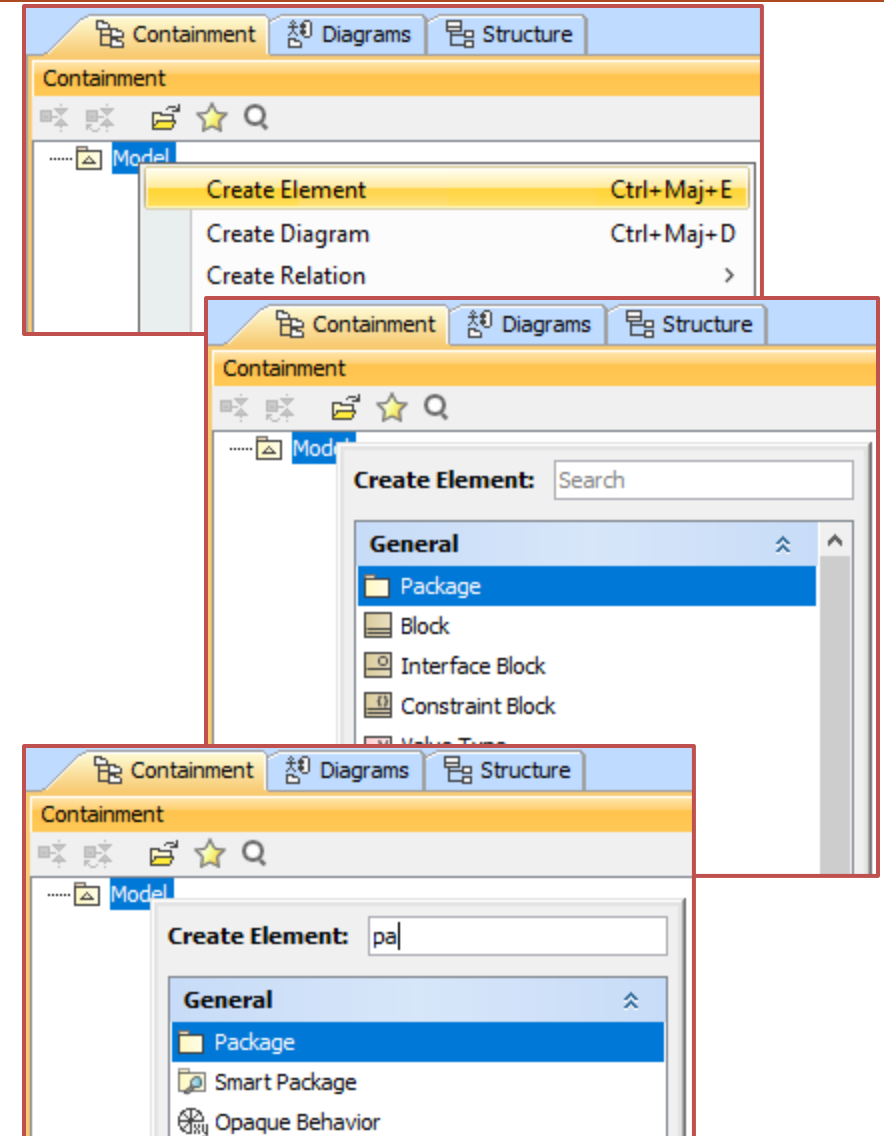 Containment Diagrams Structure
Containment
Model
Create Element Ctrl+Maj+E
Create Diagram Ctrl+Maj+D
Create Relation >
Containment Diagrams Structure
Containment
Create Element: Search
General
Package
Block
Interface Block
Constraint Block
Containment Diagrams Structure
Containment
Model
Create Element: pa
General
Package
Smart Package
Opaque Behavior